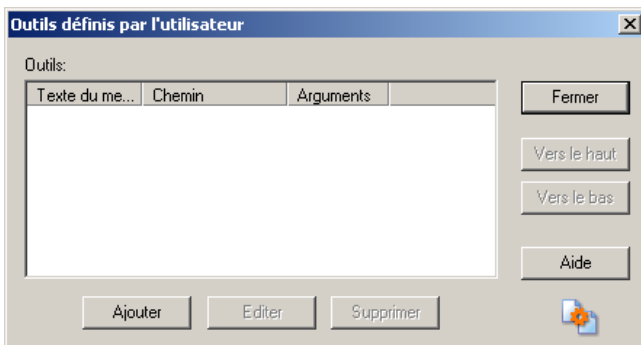 Outils définis par l'utilisateur
Outils:
Texte du me... Chemin Arguments
Fermer
Vers le haut
Vers le bas
Aide
Ajouter Editer Supprimer